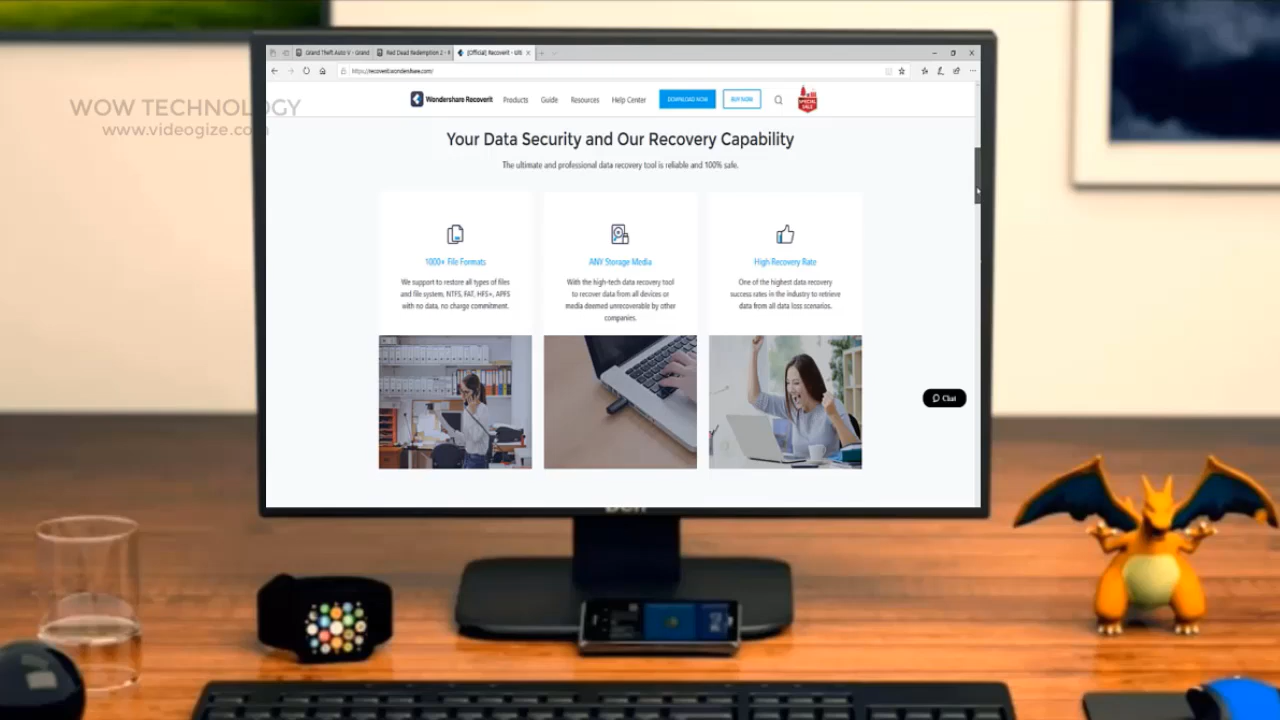 Grand Theft Auto V - Grand
Red Dead Redemption 2 - R
(Official) Recoverit - Ulti
https://recoverit.wondershare.com/
WOW TECHNOLOGY
www.videogize.com
Wondershare Recoverit
Products
Guide
Resources
Help Center
DOWNLOAD NOW
BUY NOW
SPECIAL
SALE
Your Data Security and Our Recovery Capability
The ultimate and professional data recovery tool is reliable and 100% safe.
1000+ File Formats
We support to restore all types of files
and file system, NTFS, FAT, HFS+, APFS
with no data, no charge commitment.
ANY Storage Media
With the high-tech data recovery tool
to recover data from all devices or
media deemed unrecoverable by other
companies.
High Recovery Rate
One of the highest data recovery
success rates in the industry to retrieve
data from all data loss scenarios.
Chat